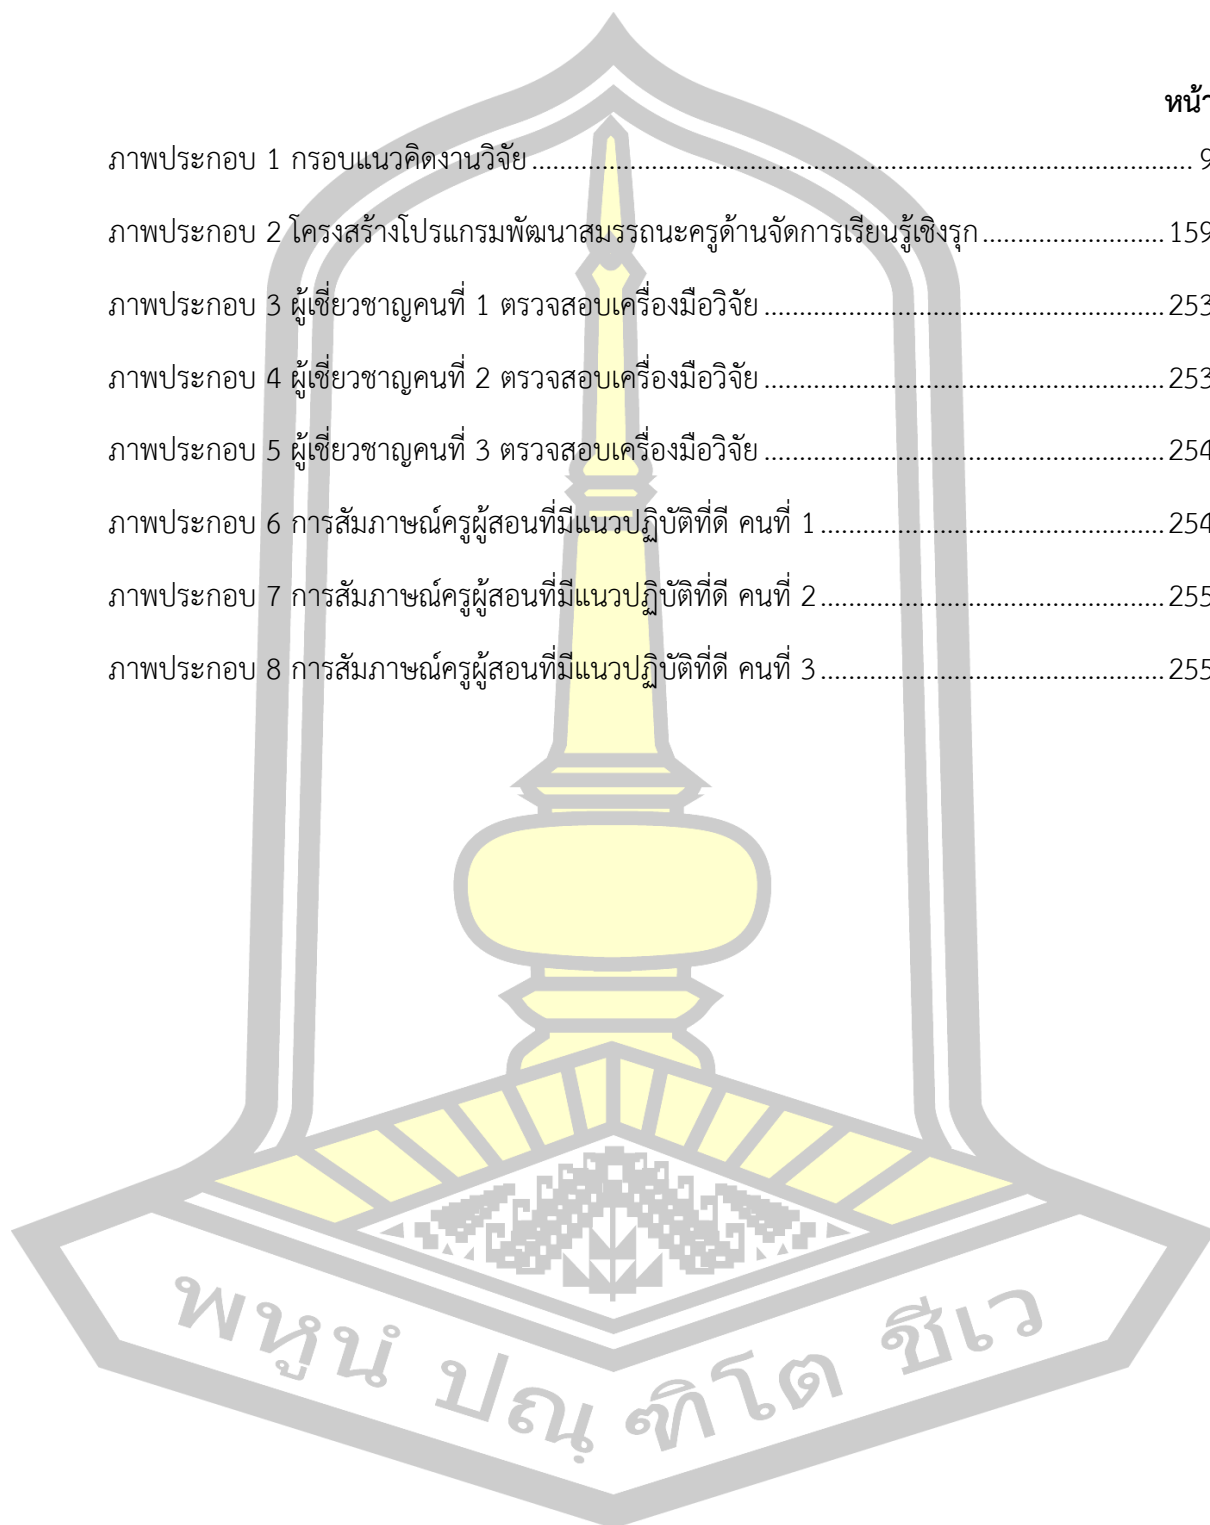 หน้า
ภาพประกอบ 1 กรอบแนวคิดงานวิจัย ................................................................................ 9
ภาพประกอบ 2 โครงสร้างโปรแกรมพัฒนาสมรรถนะครูด้านจัดการเรียนรู้เชิงรุก ....................... 159
ภาพประกอบ 3 ผู้เชี่ยวชาญคนที่ 1 ตรวจสอบเครื่องมือวิจัย ................................................ 253
ภาพประกอบ 4 ผู้เชี่ยวชาญคนที่ 2 ตรวจสอบเครื่องมือวิจัย ................................................ 253
ภาพประกอบ 5 ผู้เชี่ยวชาญคนที่ 3 ตรวจสอบเครื่องมือวิจัย ................................................ 254
ภาพประกอบ 6 การสัมภาษณ์ครูผู้สอนที่มีแนวปฏิบัติที่ดี คนที่ 1 ......................................... 254
ภาพประกอบ 7 การสัมภาษณ์ครูผู้สอนที่มีแนวปฏิบัติที่ดี คนที่ 2 ......................................... 255
ภาพประกอบ 8 การสัมภาษณ์ครูผู้สอนที่มีแนวปฏิบัติที่ดี คนที่ 3 ......................................... 255
พหูนํ ปณฺฑิโต ชีเว